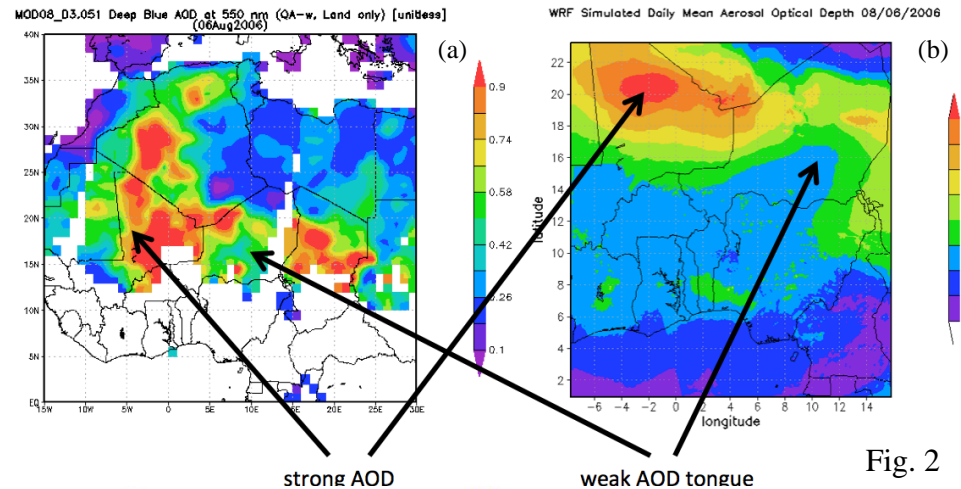 MOD08_D3.051 Deep Blue AOD at 550 nm (QA-w, Land only) [unitless]
(06Aug2006)
(a)
40N
35N
30N
25N
20N
15N
10N
5N
EQ
15W 10W 5W 0 5E 10E 15E 20E 25E 30E
0.9
0.74
0.58
0.42
0.26
0.1
WRF Simulated Daily Mean Aerosol Optical Depth 08/06/2006
(b)
latitude
22
20
18
16
14
12
10
8
6
4
2
-6 -4 -2 0 2 4 6 8 10 12 14
longitude
strong AOD
weak AOD tongue
Fig. 2